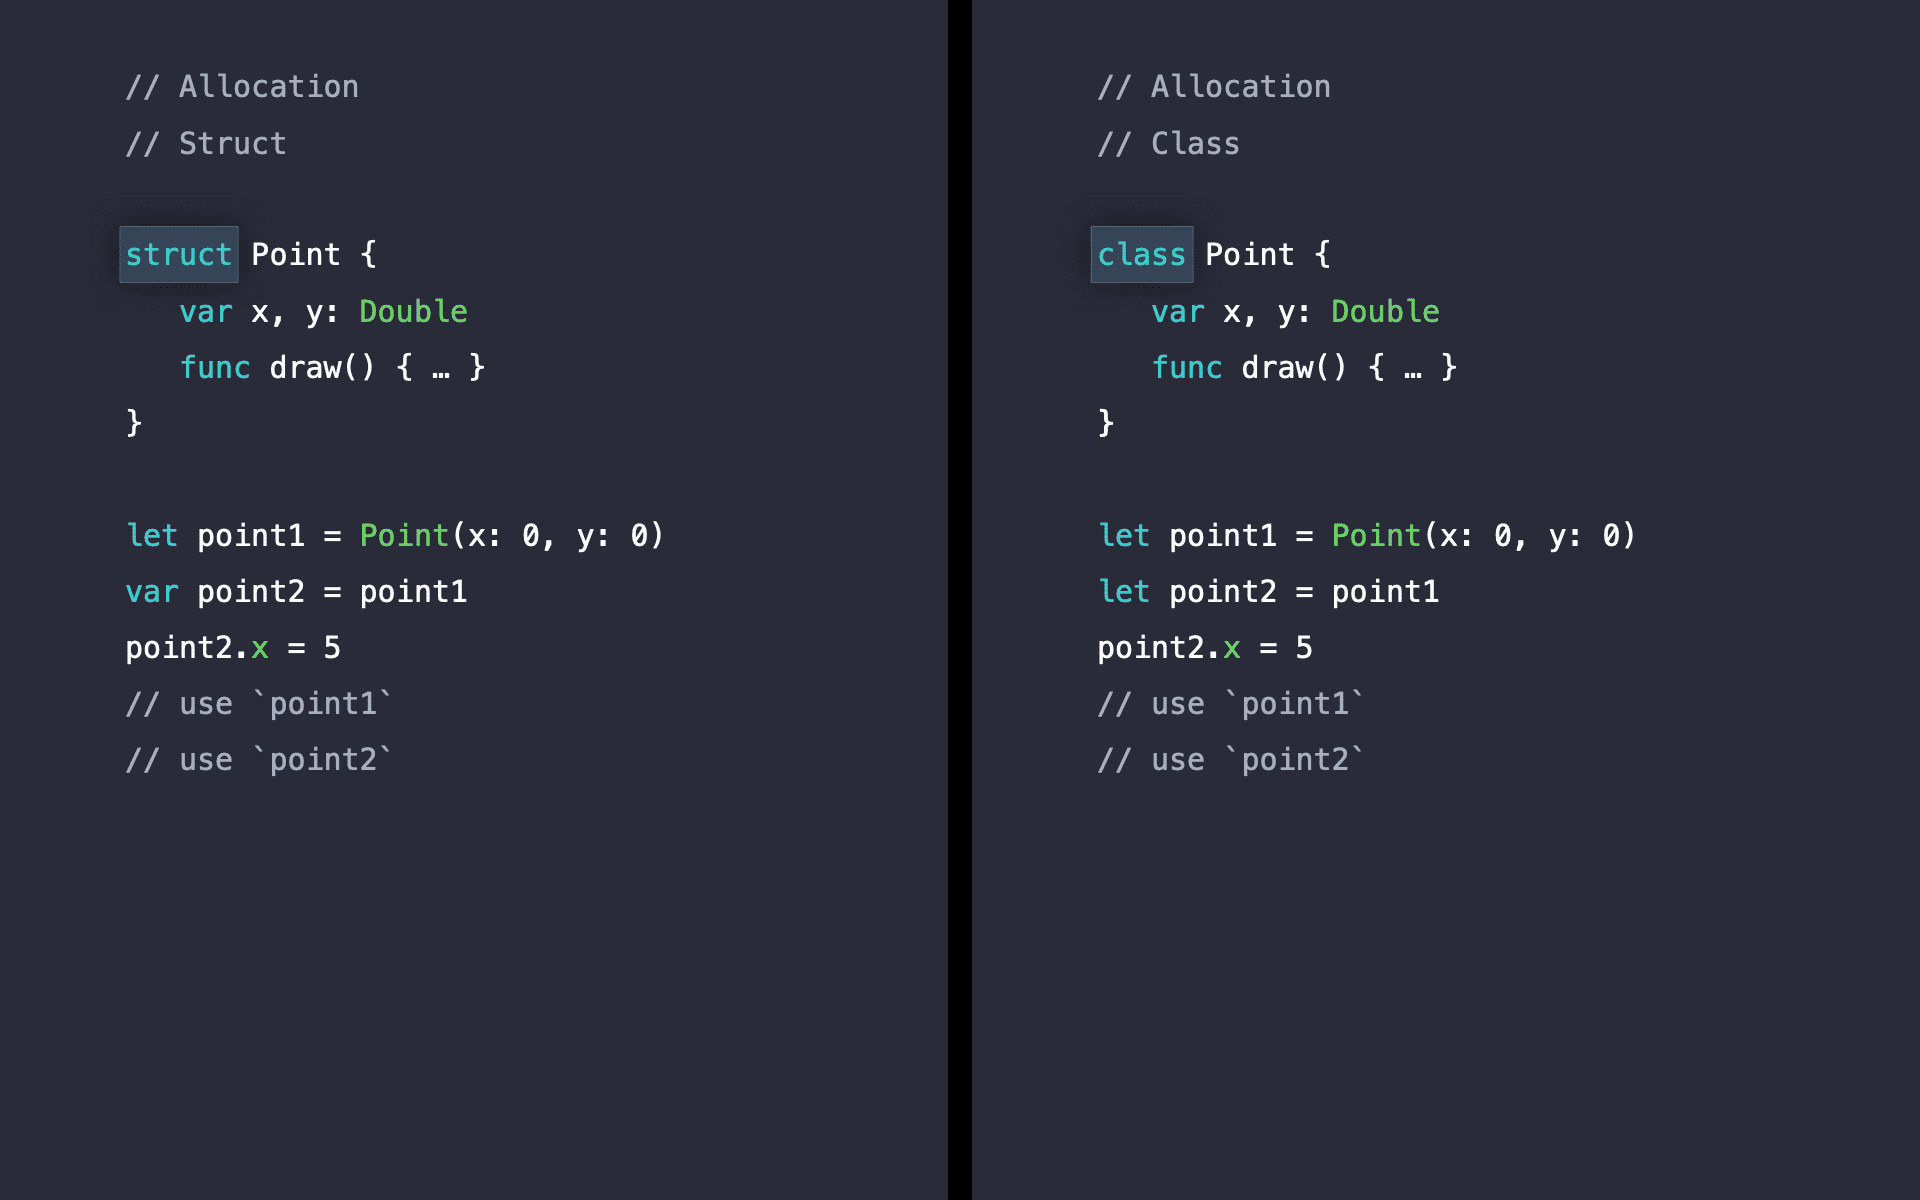 // Allocation
// Struct
struct Point {
   var x, y: Double
   func draw() { … }
}
let point1 = Point(x: 0, y: 0)
var point2 = point1
point2.x = 5
// use `point1`
// use `point2`
// Allocation
// Class
class Point {
   var x, y: Double
   func draw() { … }
}
let point1 = Point(x: 0, y: 0)
let point2 = point1
point2.x = 5
// use `point1`
// use `point2`